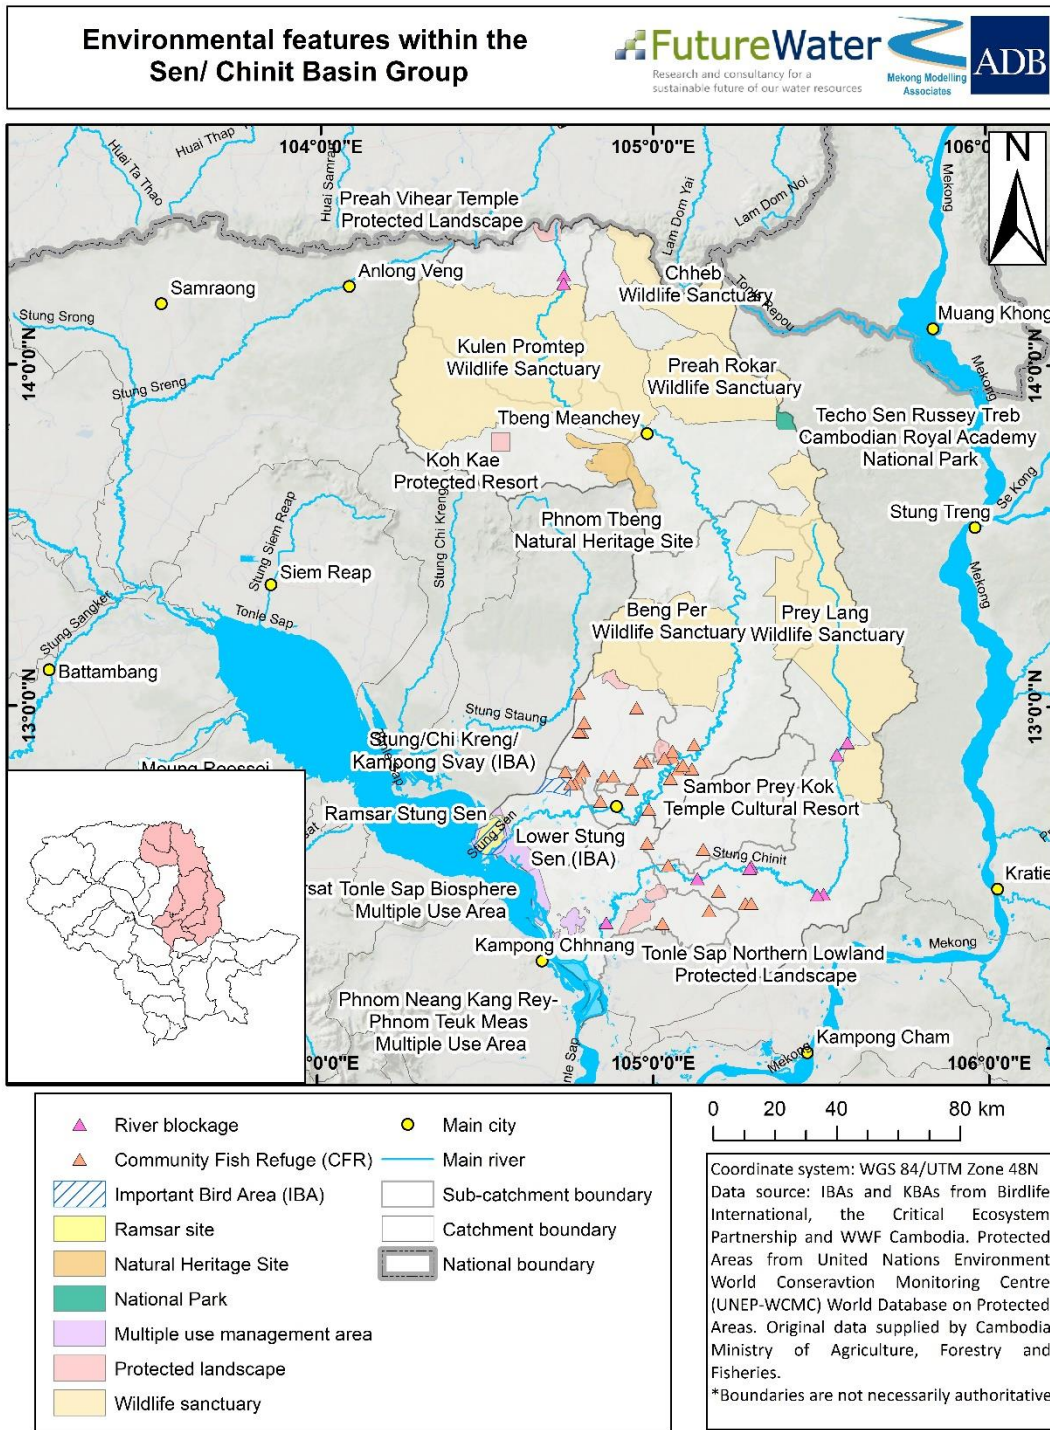 Environmental features within the
Sen/ Chinit Basin Group
FutureWater
Research and consultancy for a
sustainable future of our water resources
Mekong Modelling
Associates
ADB
104°0'0"E
105°0'0"E
106°0'
N
Huai Ta Thao
Huai Thap
Huai Samra
Lam Dom Yai
Lam Dom Noi
Mekong
Preah Vihear Temple
Protected Landscape
Anlong Veng
Samraong
Chheb
Wildlife Sanctuary
Tonle Repou
Muang Khong
Stung Srong
Stung Sreng
14°0'0"N
14°0'0"N
Kulen Promtep
Wildlife Sanctuary
Preah Rokar
Wildlife Sanctuary
Mekong
Tbeng Meanchey
Techo Sen Russey Treb
Cambodian Royal Academy
National Park
Koh Kae
Protected Resort
Se Kong
Stung Treng
Phnom Tbeng
Natural Heritage Site
Stung Chi Kreng
Stung Siem Reap
Siem Reap
Mekong
Stung Sangker
Tonle Sap
Beng Per
Wildlife Sanctuary
Prey Lang
Wildlife Sanctuary
Battambang
13°0'0"N
13°0'0"N
Stung Staung
Stung/Chi Kreng/
Kampong Svay (IBA)
Sambor Prey Kok
Temple Cultural Resort
Ramsar Stung Sen
Stung Sen
Lower Stung
Sen (IBA)
Stung Chinit
rsat Tonle Sap Biosphere
Multiple Use Area
Kratie
Kampong Chhnang
Tonle Sap Northern Lowland
Protected Landscape
Mekong
Phnom Neang Kang Rey-
Phnom Teuk Meas
Multiple Use Area
nle Sap
Kampong Cham
Mekong
°0'0"E
105°0'0"E
106°0'0"E
River blockage
Community Fish Refuge (CFR)
Important Bird Area (IBA)
Ramsar site
Natural Heritage Site
National Park
Multiple use management area
Protected landscape
Wildlife sanctuary
Main city
Main river
Sub-catchment boundary
Catchment boundary
National boundary
0 20 40 80 km
Coordinate system: WGS 84/UTM Zone 48N
Data source: IBAs and KBAs from Birdlife
International, the Critical Ecosystem
Partnership and WWF Cambodia. Protected
Areas from United Nations Environment
World Conseravtion Monitoring Centre
(UNEP-WCMC) World Database on Protected
Areas. Original data supplied by Cambodia
Ministry of Agriculture, Forestry and
Fisheries.
*Boundaries are not necessarily authoritative